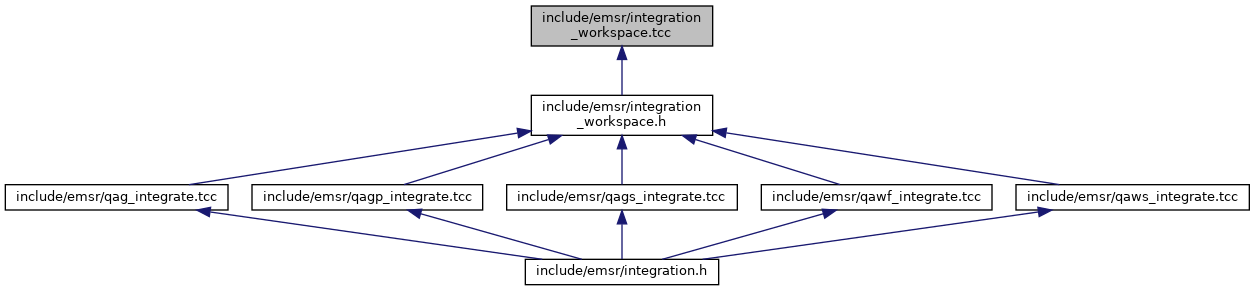 include/emsr/integration
_workspace.tcc
include/emsr/integration
_workspace.h
include/emsr/qag_integrate.tcc
include/emsr/qagp_integrate.tcc
include/emsr/qags_integrate.tcc
include/emsr/qawf_integrate.tcc
include/emsr/qaws_integrate.tcc
include/emsr/integration.h